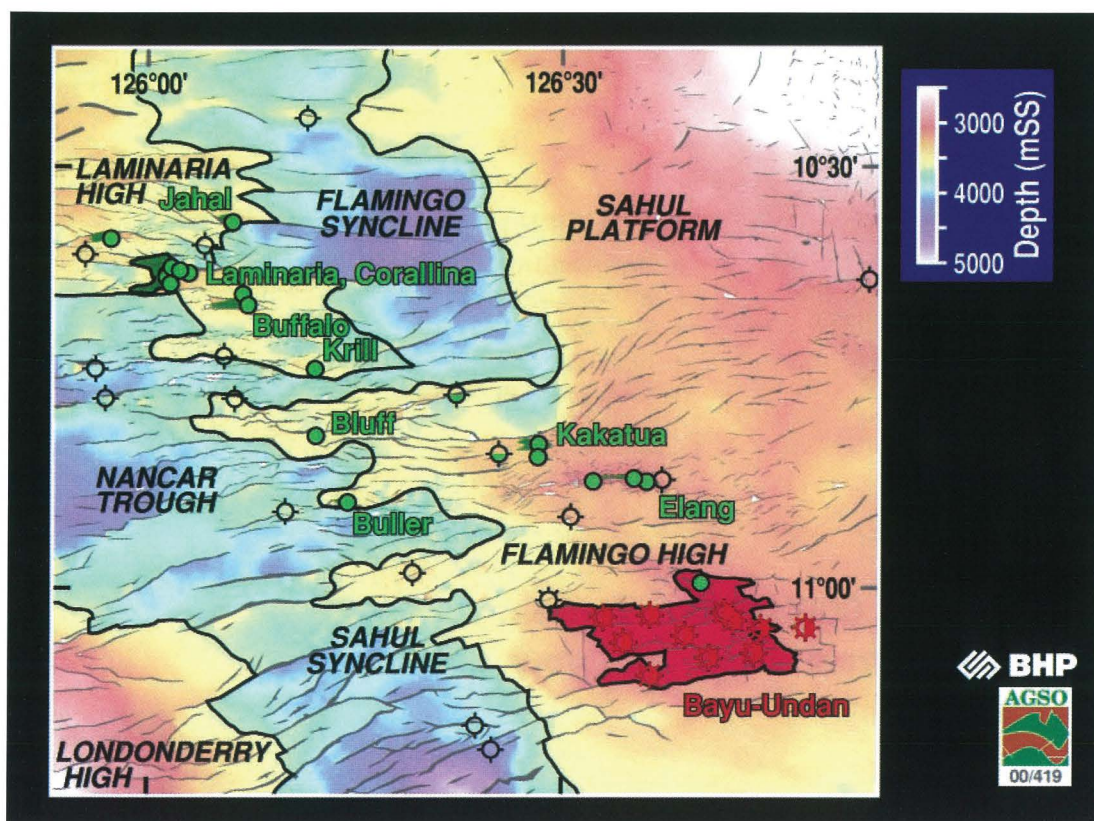 126°00'
126°30'
3000
4000
5000
Depth (mSS)
10°30'
LAMINARIA
HIGH
Jahal
FLAMINGO
SYNCLINE
SAHUL
PLATFORM
Laminaria, Corallina
Buffalo
Krill
Bluff
Kakatua
NANCAR
TROUGH
Elang
Buller
FLAMINGO HIGH
11°00'
SAHUL
SYNCLINE
Bayu-Undan
LONDONDERRY
HIGH
BHP
AGSO
00/419